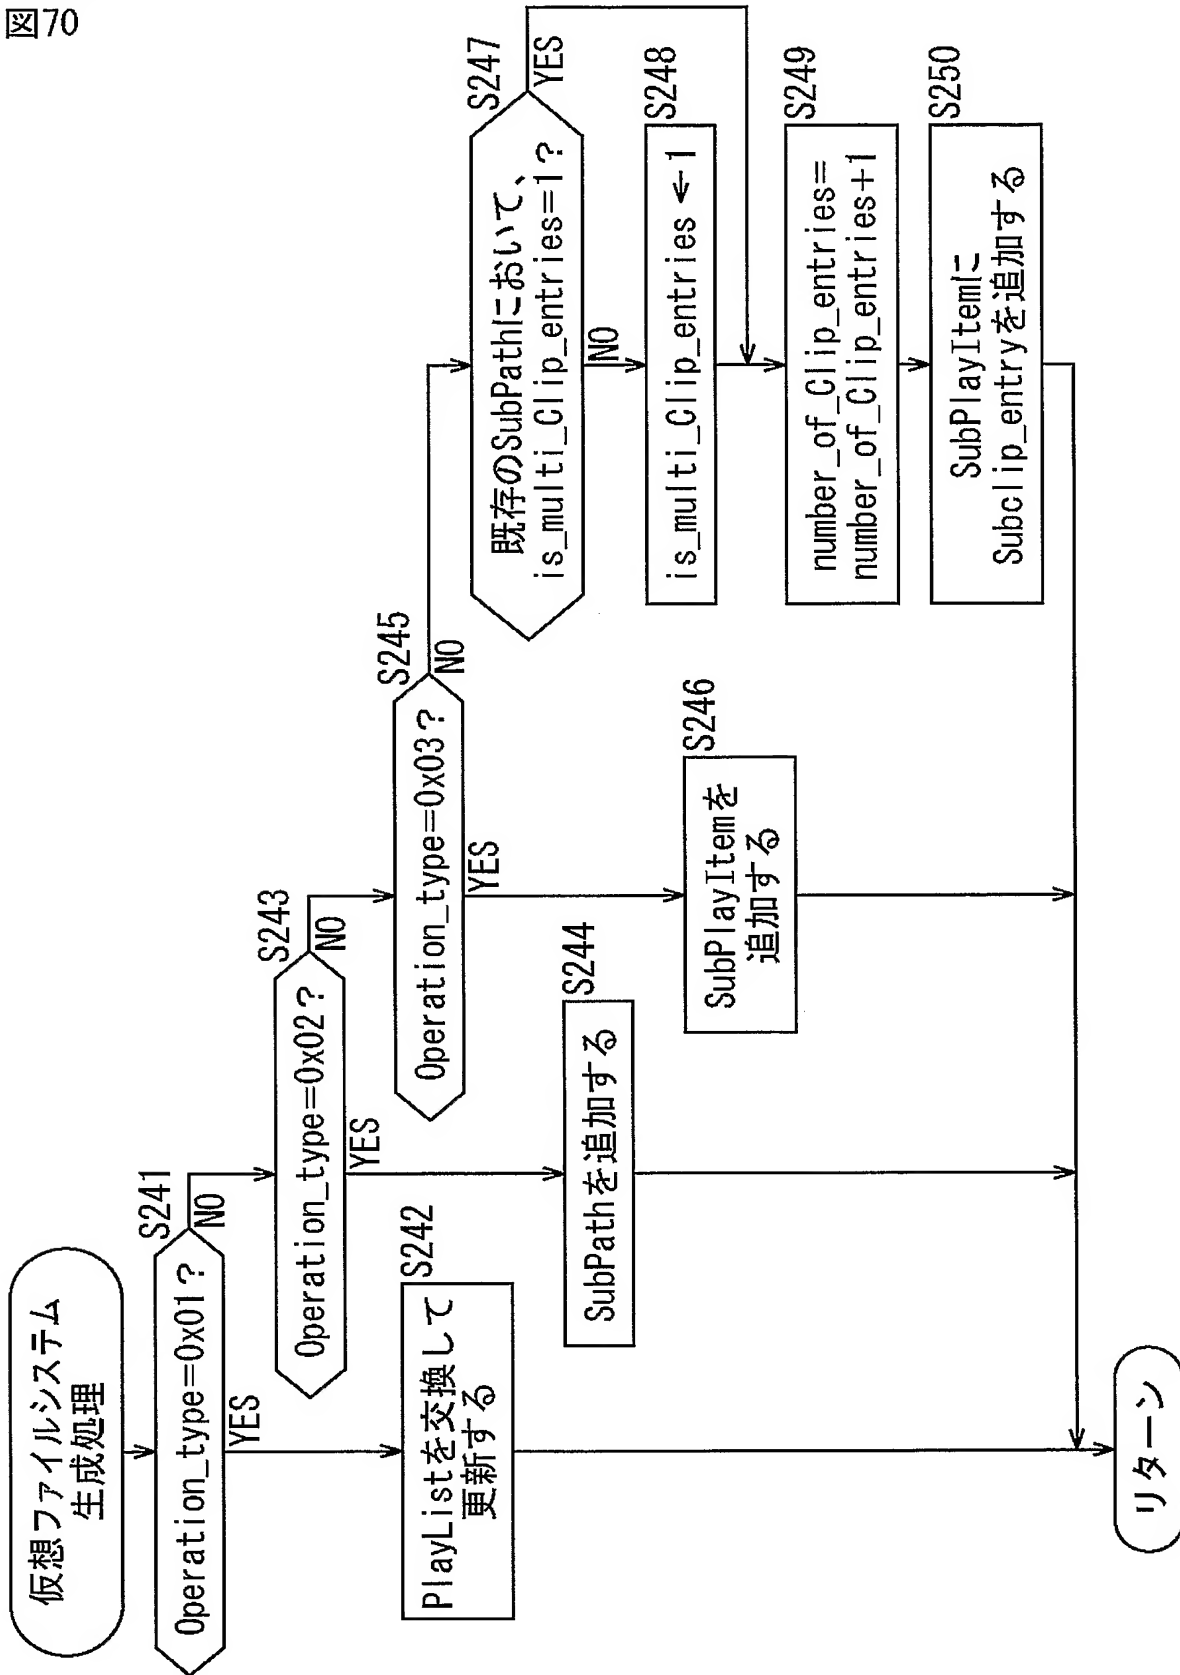 図70
仮想ファイルシステム
生成処理
S241
Operation_type=0x01?
NO
YES
S242
PlayListを交換して
更新する
S243
Operation_type=0x02?
NO
YES
S244
SubPathを追加する
S245
Operation_type=0x03?
NO
YES
S246
SubPlayItemを
追加する
S247
既存のSubPathにおいて、
is_multi_Clip_entries=1?
YES
NO
S248
is_multi_Clip_entries ← 1
S249
number_of_Clip_entries=
number_of_Clip_entries+1
S250
SubPlayItemに
Subclip_entryを追加する
リターン